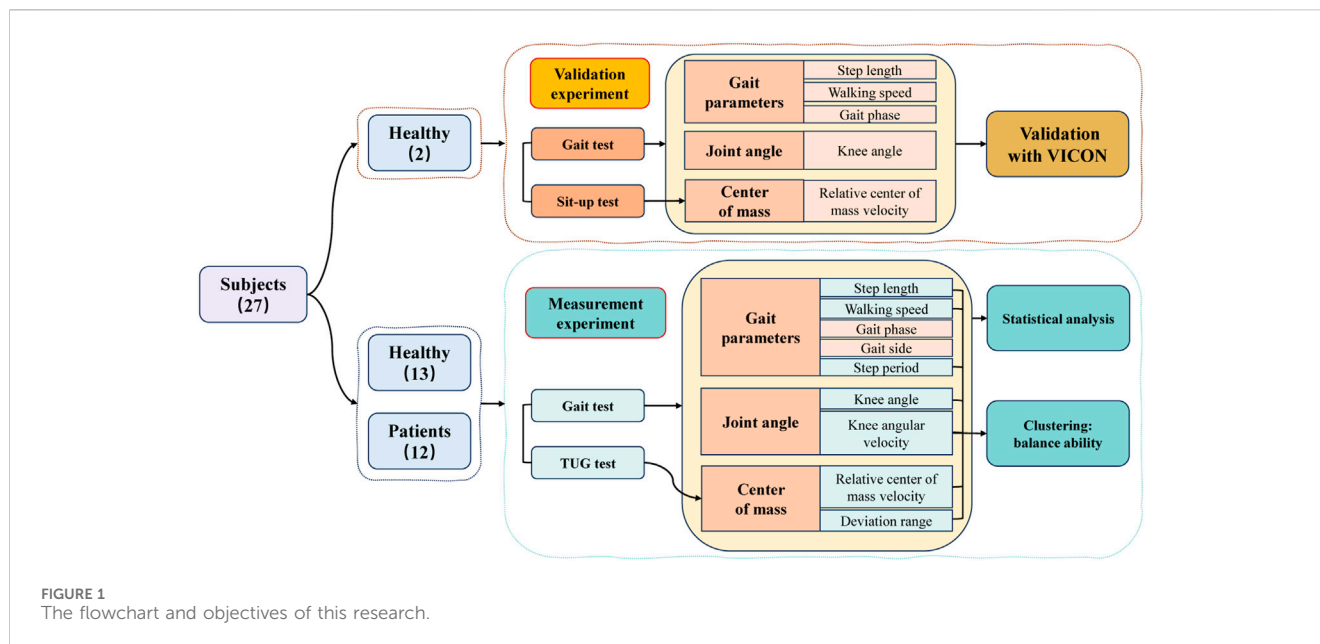 Validation
experiment
Healthy
(2)
Gait test
Sit-up test
Gait
parameters
Step length
Walking speed
Gait phase
Joint angle
Knee angle
Center
of mass
Relative center of
mass velocity
Validation
with VICON
Subjects
(27)
Healthy
(13)
Patients
(12)
Measurement
experiment
Gait test
TUG test
Gait
parameters
Step length
Walking speed
Gait phase
Gait side
Step period
Joint angle
Knee angle
Knee angular
velocity
Center
of mass
Relative center of
mass velocity
Deviation range
Statistical analysis
Clustering:
balance ability
FIGURE 1
The flowchart and objectives of this research.